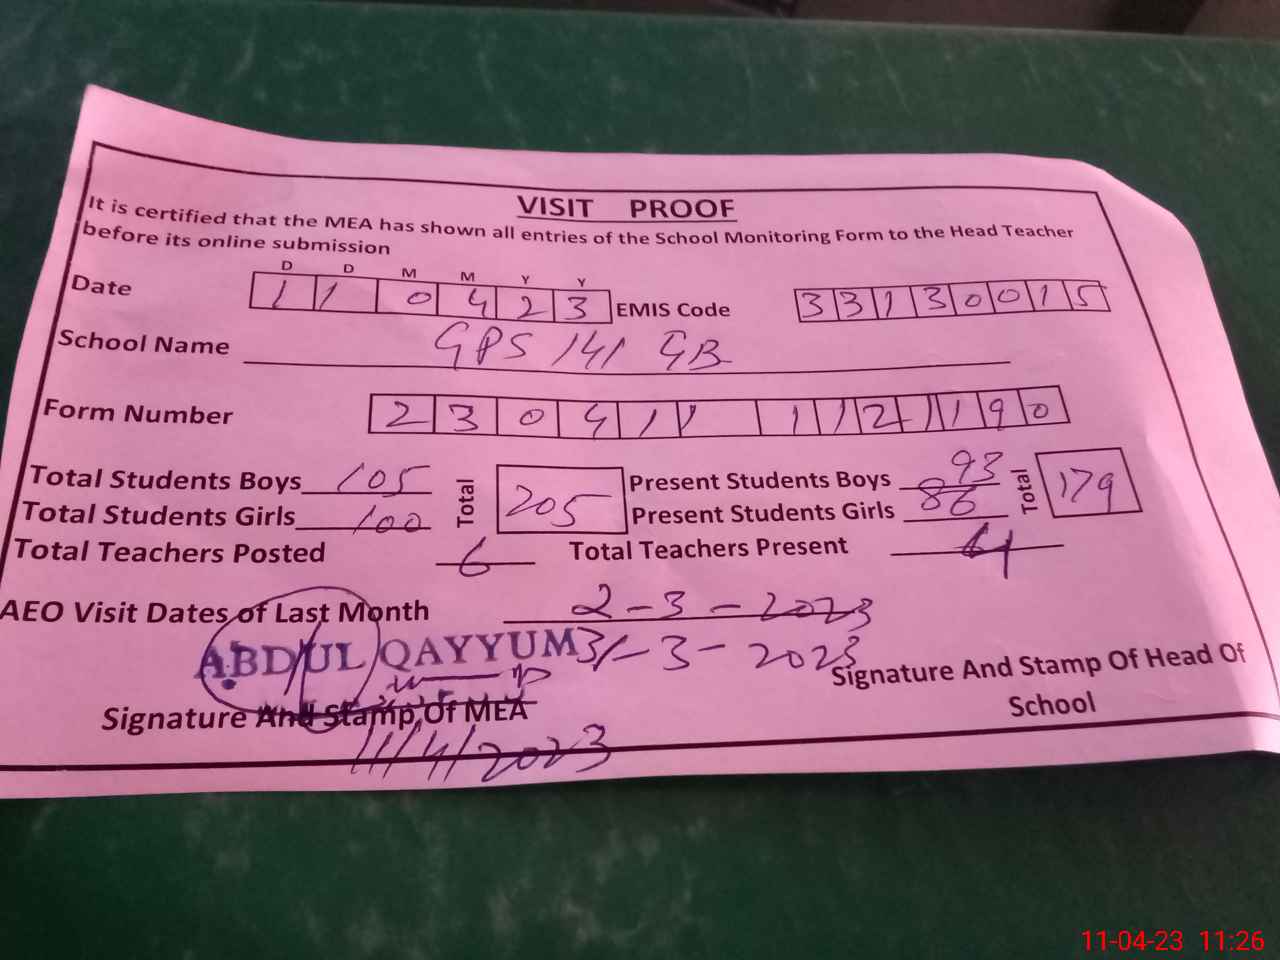 VISIT PROOF
It is certified that the MEA has shown all entries of the School Monitoring Form to the Head Teacher
before its online submission
D D M M Y Y
Date 1 1 0 4 2 3 EMIS Code 3 3 1 3 0 0 1 5
School Name GPS 141 GB
Form Number 2 3 0 4 1 1 1 1 2 1 1 9 0
Total Students Boys 105 Total 205 Present Students Boys 93 Total 179
Total Students Girls 100 Present Students Girls 86
Total Teachers Posted 6 Total Teachers Present 4
AEO Visit Dates of Last Month 2-3-2023
ABDUL QAYYUM 31-3-2023
Signature And Stamp Of MEA
Signature And Stamp Of Head Of
School
11/4/2023
11-04-23 11:26